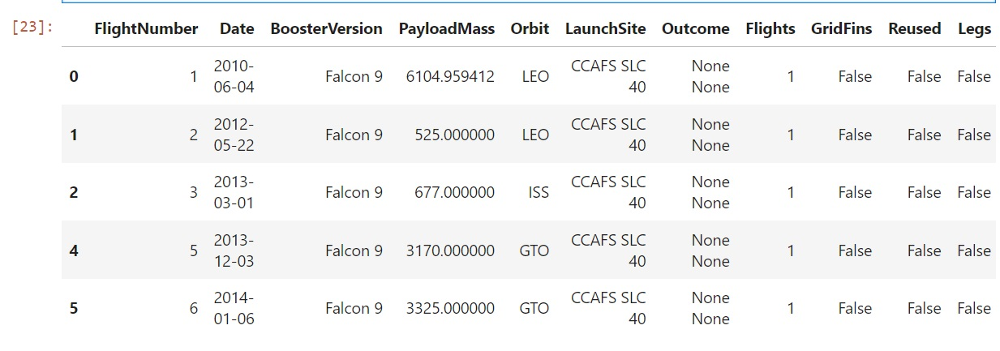 [23]: FlightNumber Date BoosterVersion PayloadMass Orbit LaunchSite Outcome Flights GridFins Reused Legs
0 1 2010-06-04 Falcon 9 6104.959412 LEO CCAFS SLC 40 None None 1 False False False
1 2 2012-05-22 Falcon 9 525.000000 LEO CCAFS SLC 40 None None 1 False False False
2 3 2013-03-01 Falcon 9 677.000000 ISS CCAFS SLC 40 None None 1 False False False
4 5 2013-12-03 Falcon 9 3170.000000 GTO CCAFS SLC 40 None None 1 False False False
5 6 2014-01-06 Falcon 9 3325.000000 GTO CCAFS SLC 40 None None 1 False False False